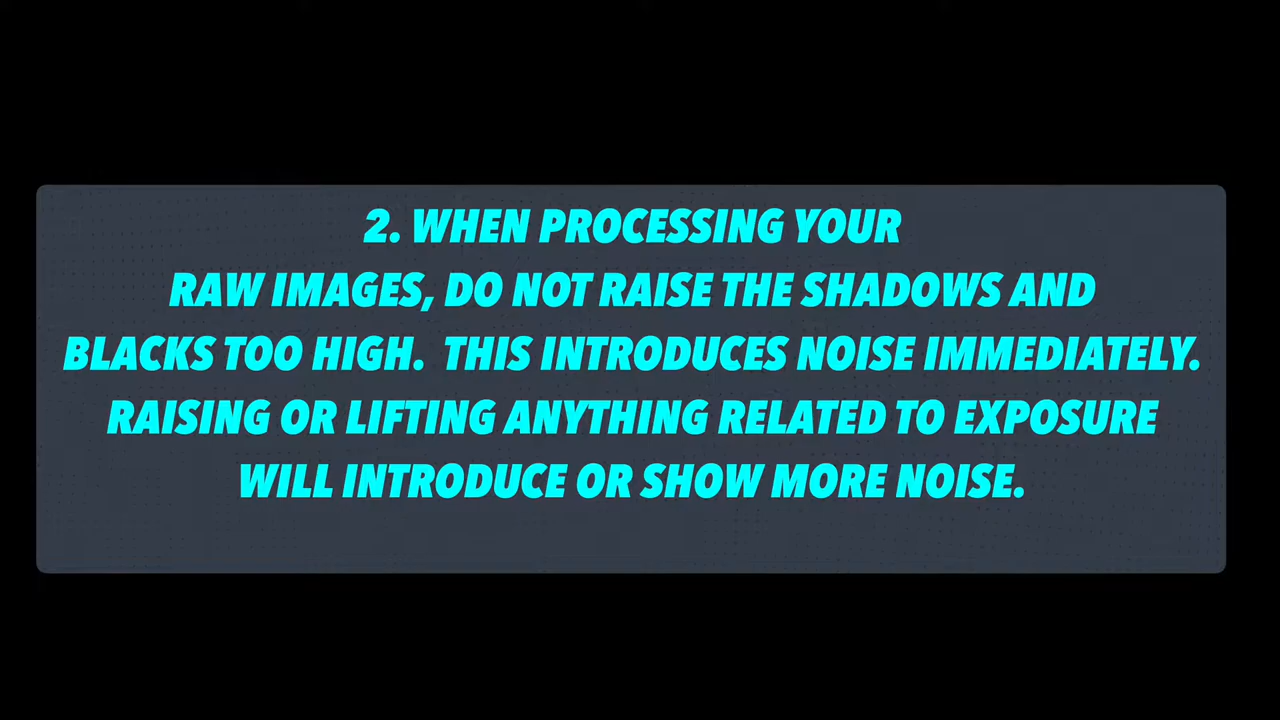 2. WHEN PROCESSING YOUR
RAW IMAGES, DO NOT RAISE THE SHADOWS AND
BLACKS TOO HIGH.  THIS INTRODUCES NOISE IMMEDIATELY.
RAISING OR LIFTING ANYTHING RELATED TO EXPOSURE
WILL INTRODUCE OR SHOW MORE NOISE.